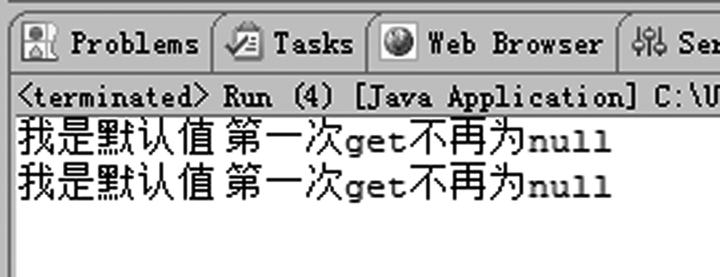 Problems Tasks Web Browser
<terminated> Run (4) [Java Application] C:\
我是默认值 第一次get不再为null
我是默认值 第一次get不再为null